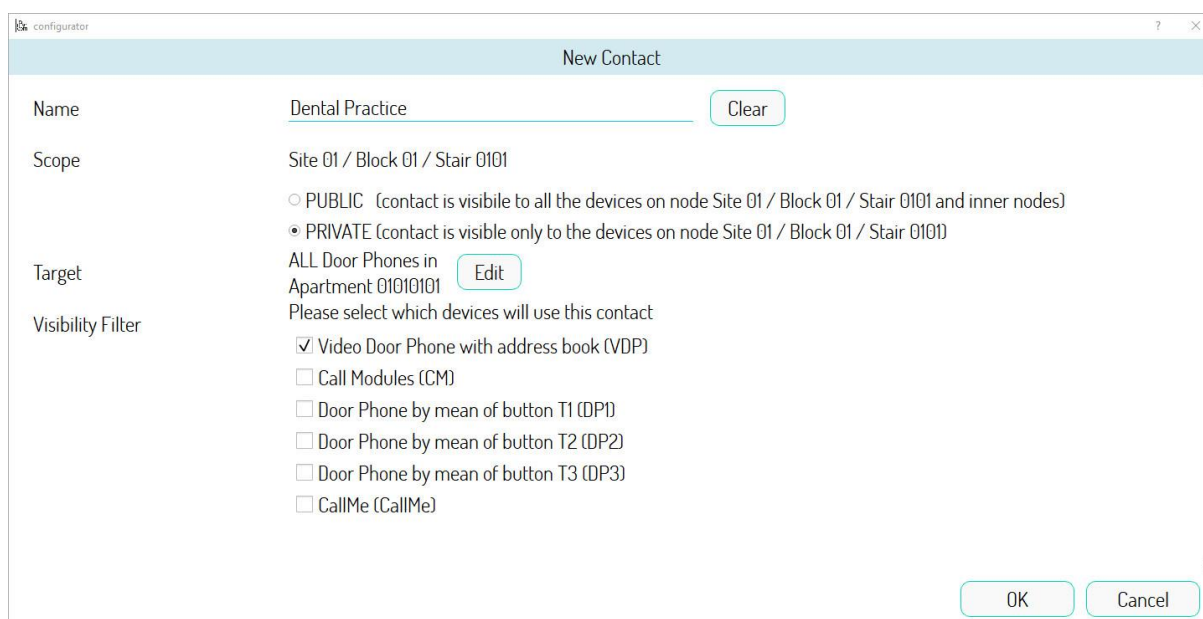 configurator ?
New Contact
Name Dental Practice Clear
Scope Site 01 / Block 01 / Stair 0101
PUBLIC (contact is visibile to all the devices on node Site 01 / Block 01 / Stair 0101 and inner nodes)
PRIVATE (contact is visible only to the devices on node Site 01 / Block 01 / Stair 0101)
Target
ALL Door Phones in
Apartment 01010101
Edit
Visibility Filter
Please select which devices will use this contact
Video Door Phone with address book (VDP)
Call Modules (CM)
Door Phone by mean of button T1 (DP1)
Door Phone by mean of button T2 (DP2)
Door Phone by mean of button T3 (DP3)
CallMe (CallMe)
OK Cancel